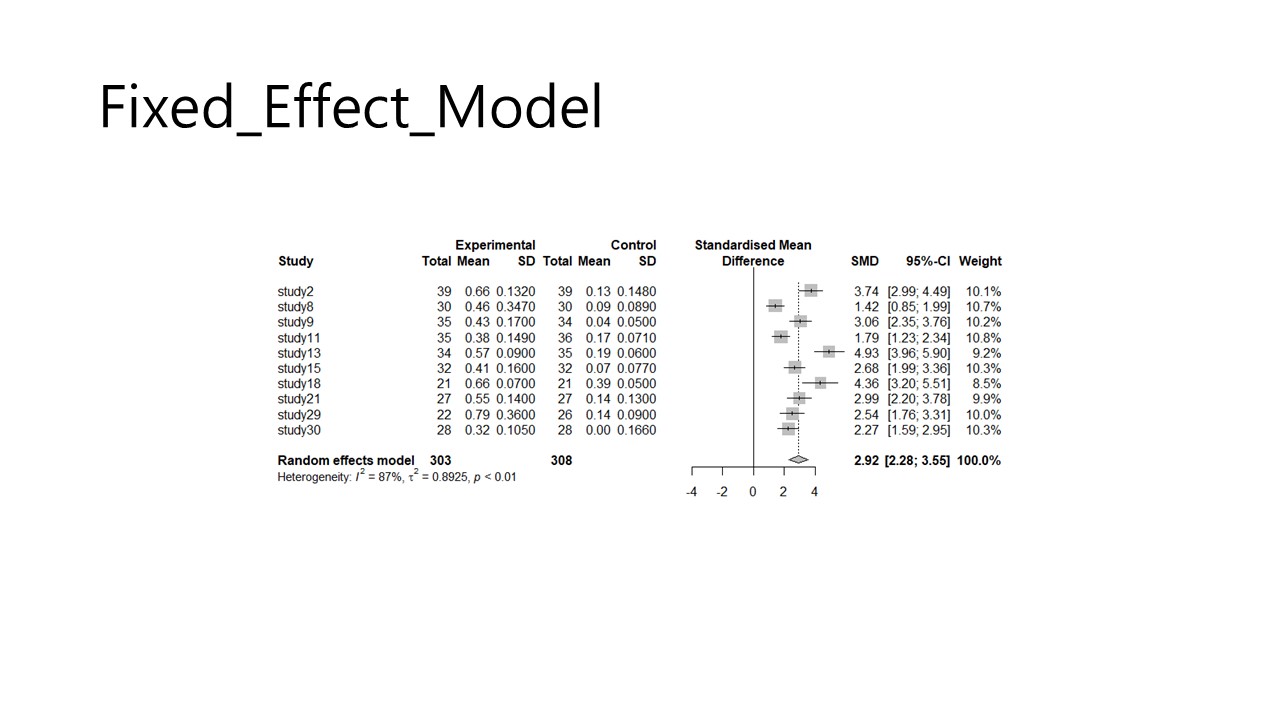 Fixed_Effect_Model
Experimental Control Standardised Mean
Study Total Mean SD Total Mean SD Difference SMD 95%-CI Weight
study2 39 0.66 0.1320 39 0.13 0.1480 3.74 [2.99; 4.49] 10.1%
study8 30 0.46 0.3470 30 0.09 0.0890 1.42 [0.85; 1.99] 10.7%
study9 35 0.43 0.1700 34 0.04 0.0500 3.06 [2.35; 3.76] 10.2%
study11 35 0.38 0.1490 36 0.17 0.0710 1.79 [1.23; 2.34] 10.8%
study13 34 0.57 0.0900 35 0.19 0.0600 4.93 [3.96; 5.90] 9.2%
study15 32 0.41 0.1600 32 0.07 0.0770 2.68 [1.99; 3.36] 10.3%
study18 21 0.66 0.0700 21 0.39 0.0500 4.36 [3.20; 5.51] 8.5%
study21 27 0.55 0.1400 27 0.14 0.1300 2.99 [2.20; 3.78] 9.9%
study29 22 0.79 0.3600 26 0.14 0.0900 2.54 [1.76; 3.31] 10.0%
study30 28 0.32 0.1050 28 0.00 0.1660 2.27 [1.59; 2.95] 10.3%
Random effects model 303 308 2.92 [2.28; 3.55] 100.0%
Heterogeneity: I² = 87%, τ² = 0.8925, p < 0.01
-4 -2 0 2 4